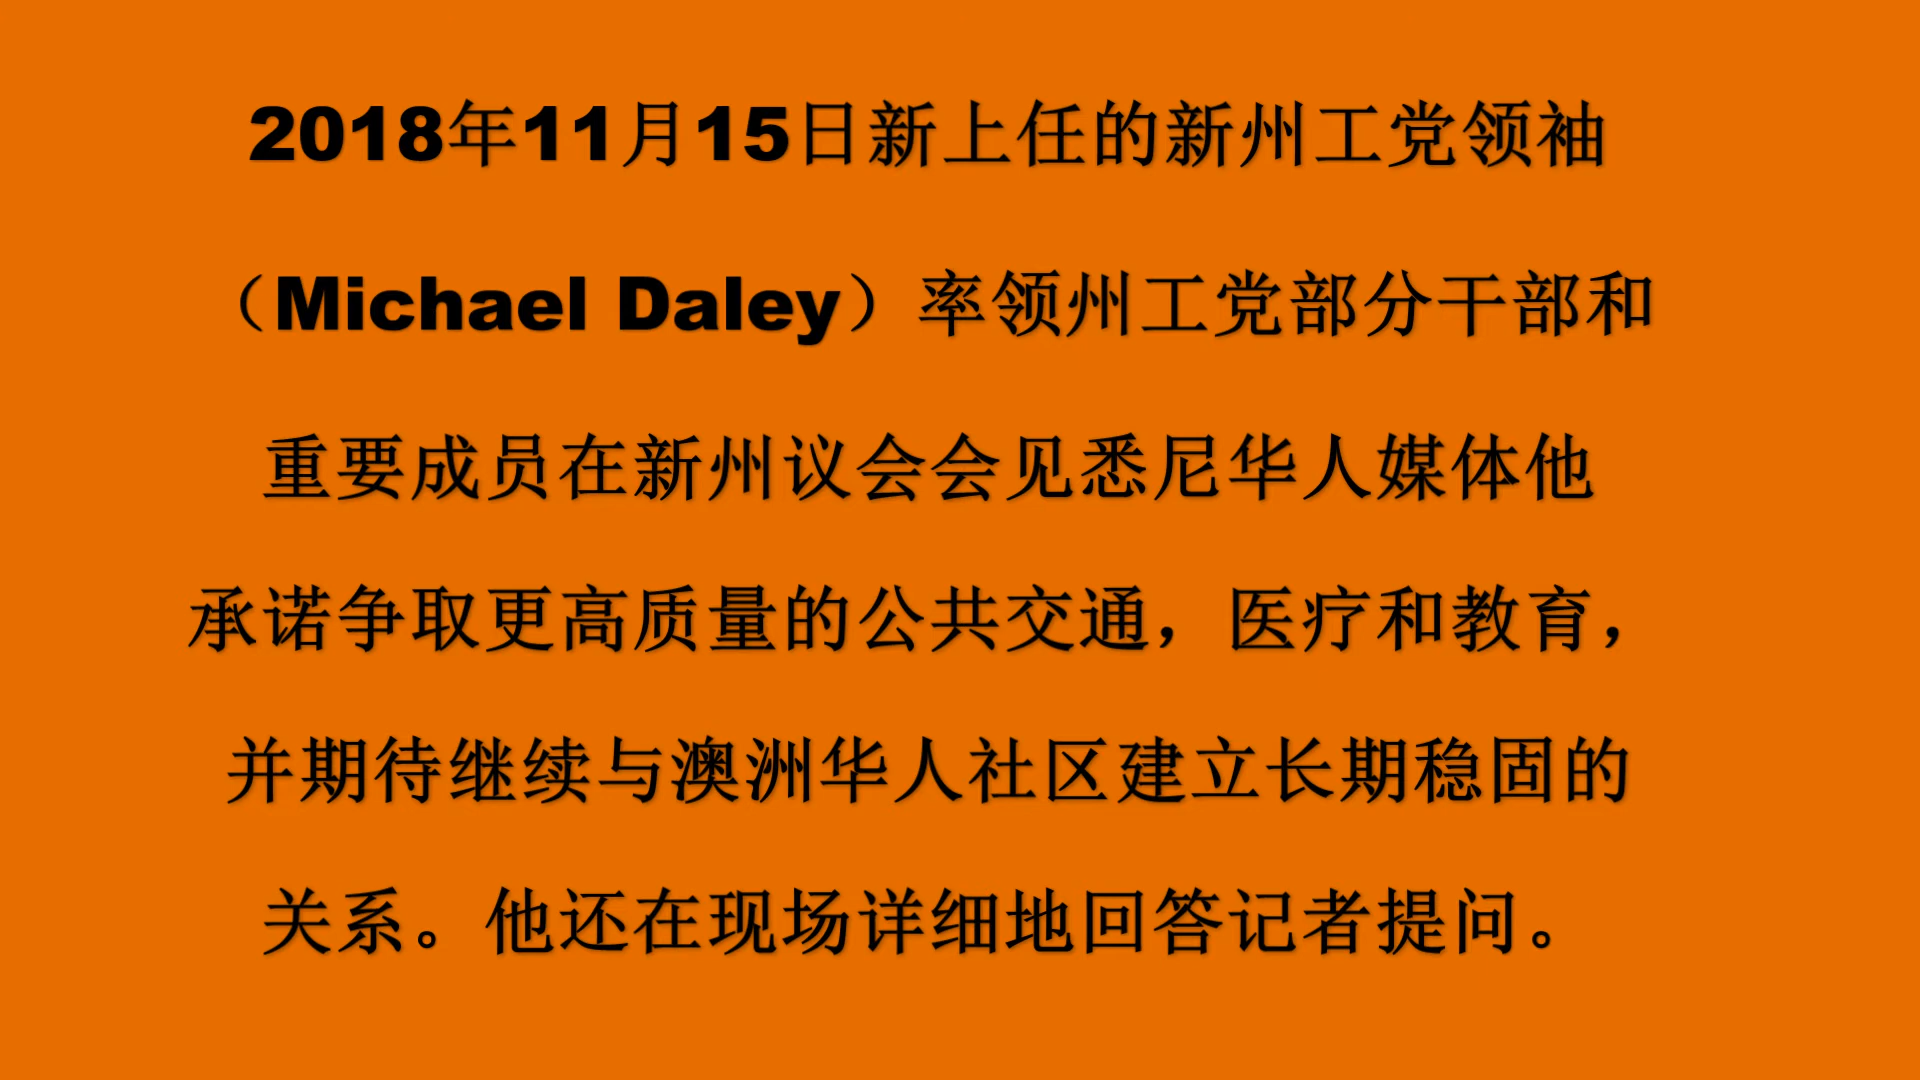 2018年11月15日新上任的新州工党领袖
（Michael Daley）率领州工党部分干部和
重要成员在新州议会会见悉尼华人媒体他
承诺争取更高质量的公共交通，医疗和教育，
并期待继续与澳洲华人社区建立长期稳固的
关系。他还在现场详细地回答记者提问。